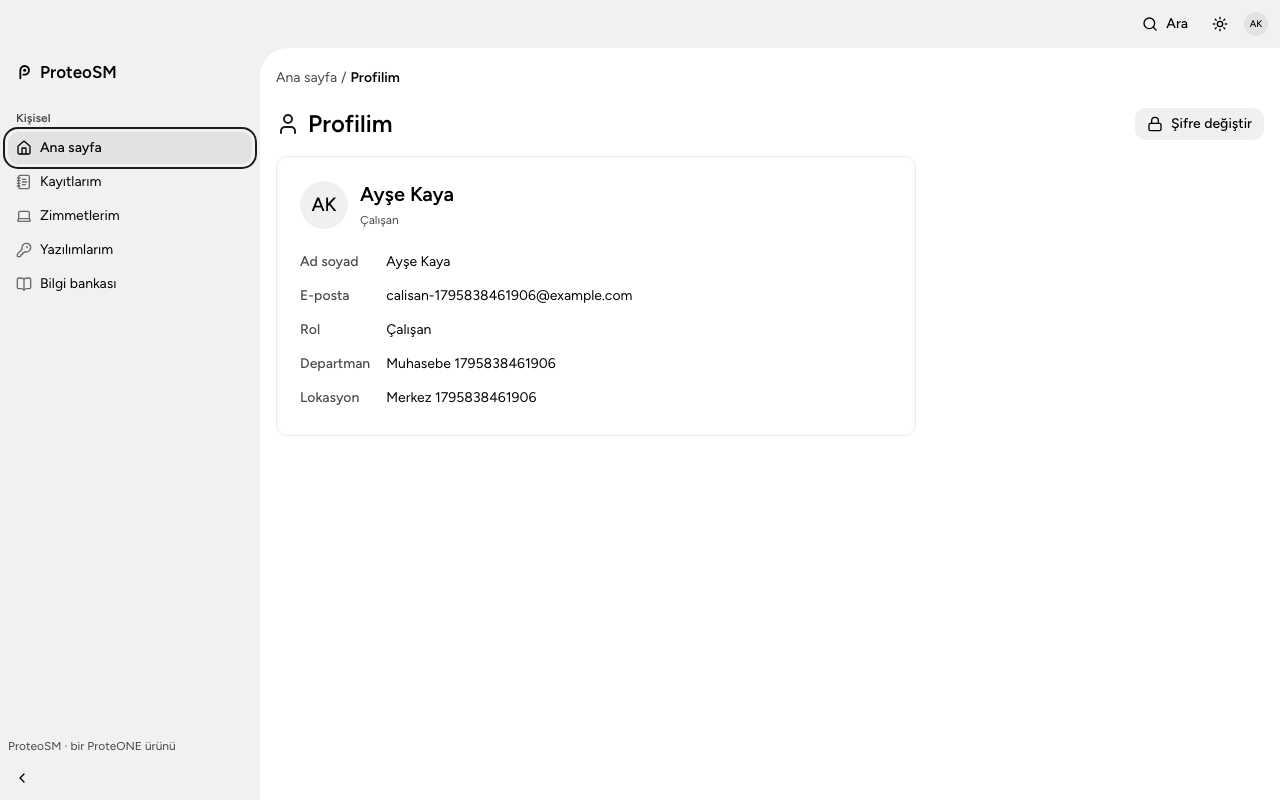 Ara
AK
ProteoSM
Kişisel
Ana sayfa
Kayıtlarım
Zimmetlerim
Yazılımlarım
Bilgi bankası
ProteoSM · bir ProteONE ürünü
Ana sayfa / Profilim
Profilim
Şifre değiştir
AK
Ayşe Kaya
Çalışan
Ad soyad Ayşe Kaya
E-posta calisan-1795838461906@example.com
Rol Çalışan
Departman Muhasebe 1795838461906
Lokasyon Merkez 1795838461906